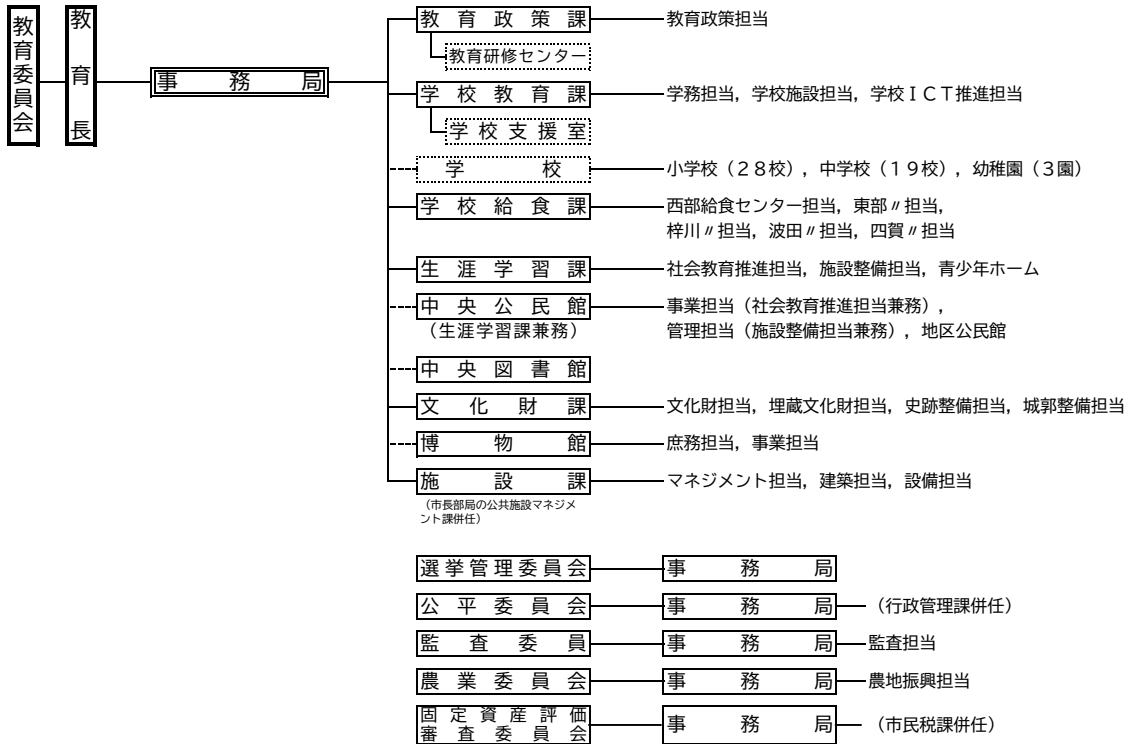 教育委員会
教育長
事務局
教育政策課 教育政策担当
教育研修センター
学校教育課 学務担当，学校施設担当，学校ＩＣＴ推進担当
学校支援室
学校 小学校（２８校），中学校（１９校），幼稚園（３園）
学校給食課 西部給食センター担当，東部〃担当，
梓川〃担当，波田〃担当，四賀〃担当
生涯学習課 社会教育推進担当，施設整備担当，青少年ホーム
中央公民館 事業担当（社会教育推進担当兼務），
（生涯学習課兼務） 管理担当（施設整備担当兼務），地区公民館
中央図書館
文化財課 文化財担当，埋蔵文化財担当，史跡整備担当，城郭整備担当
博物館 庶務担当，事業担当
施設課 マネジメント担当，建築担当，設備担当
（市長部局の公共施設マネジメ
ント課併任）
選挙管理委員会 事務局
公平委員会 事務局 （行政管理課併任）
監査委員 事務局 監査担当
農業委員会 事務局 農地振興担当
固定資産評価
審査委員会 事務局 （市民税課併任）